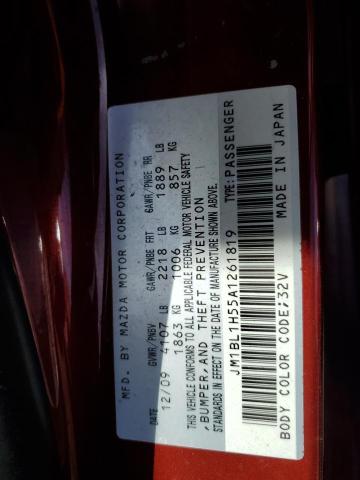 MFD. BY MAZDA MOTOR CORPORATION
GVWR/PNBV GAWR/PNBE FRT GAWR/PNBE RR
DATE 4107 LB 2218 LB 1889 LB
12/09 1863 KG 1006 KG 857 KG
THIS VEHICLE CONFORMS TO ALL APPLICABLE FEDERAL MOTOR VEHICLE SAFETY
,BUMPER,AND THEFT PREVENTION
STANDARDS IN EFFECT ON THE DATE OF MANUFACTURE SHOWN ABOVE.
JM1BL1H55A1261819 TYPE:PASSENGER
BODY COLOR CODE/32V MADE IN JAPAN